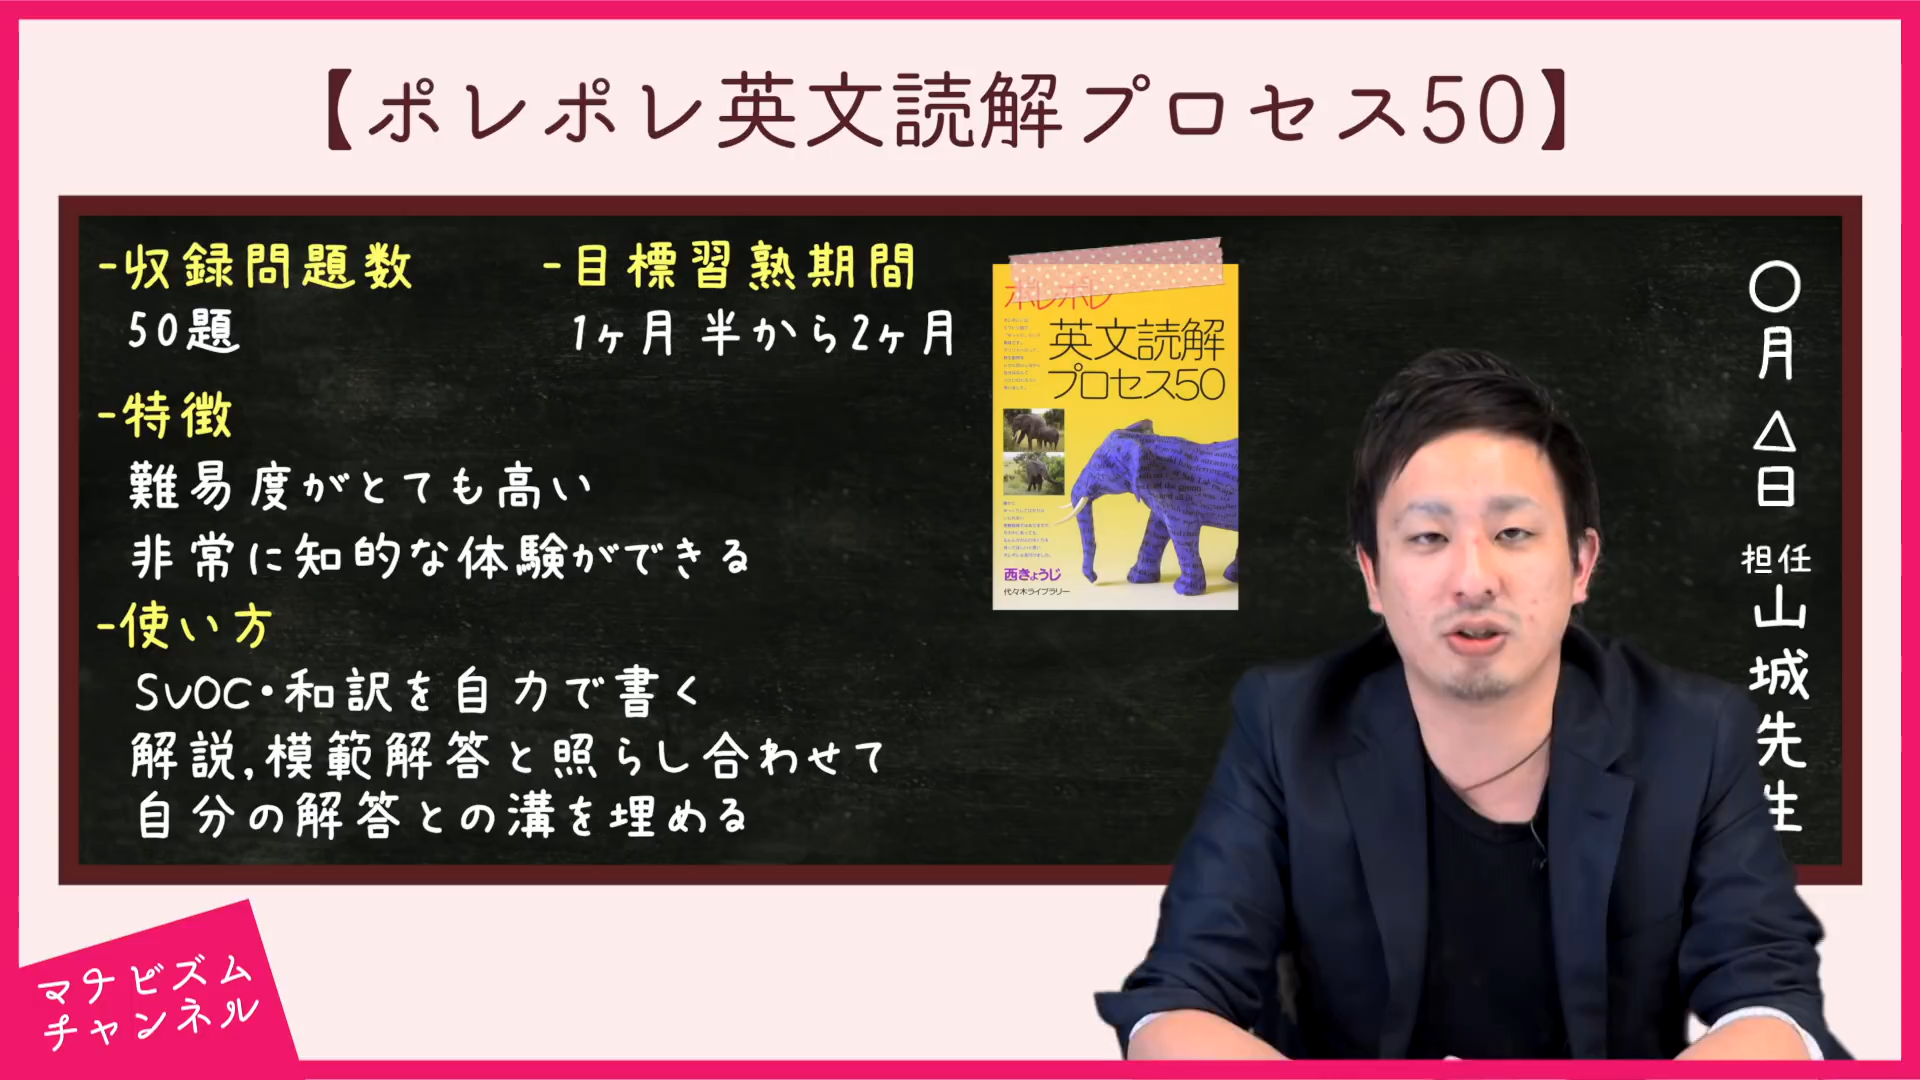 【ポレポレ英文読解プロセス50】
-収録問題数
50題
-目標習熟期間
1ヶ月半から2ヶ月
-特徴
難易度がとても高い
非常に知的な体験ができる
-使い方
SVOC・和訳を自力で書く
解説,模範解答と照らし合わせて
自分の解答との溝を埋める
ポレポレ
英文読解
プロセス50
西きょうじ
代々木ライブラリー
〇月△日
担任
山城先生
マナビズム
チャンネル